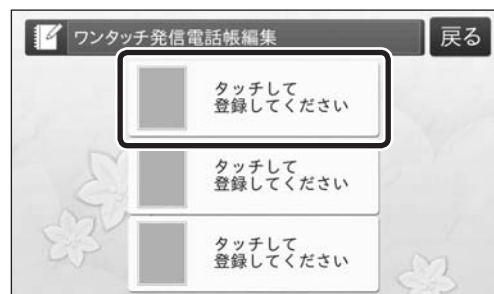 ワンタッチ発信電話帳編集
戻る
タッチして
登録してください
タッチして
登録してください
タッチして
登録してください